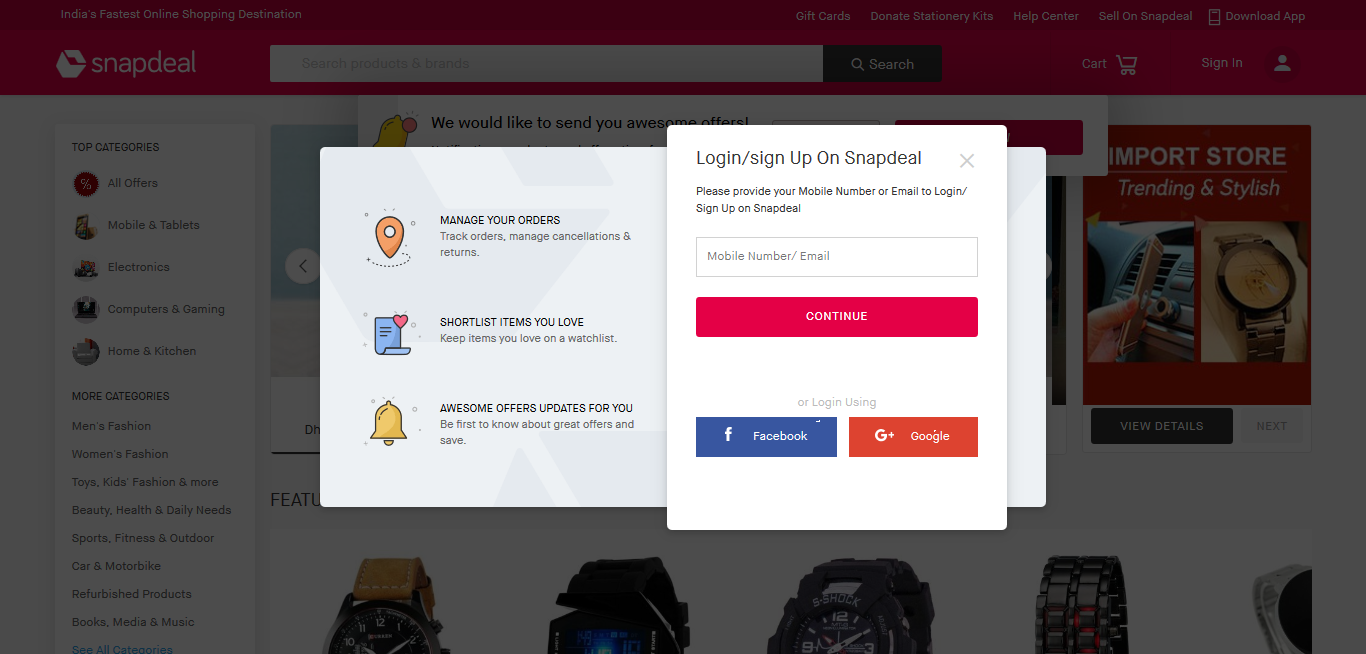 India's Fastest Online Shopping Destination
Gift Cards
Donate Stationery Kits
Help Center
Sell On Snapdeal
Download App
snapdeal
Search products & brands
Search
Cart
Sign In
We would like to send you awesome offers!
TOP CATEGORIES
All Offers
Mobile & Tablets
Electronics
Computers & Gaming
Home & Kitchen
MORE CATEGORIES
Men's Fashion
Women's Fashion
Toys, Kids' Fashion & more
Beauty, Health & Daily Needs
Sports, Fitness & Outdoor
Car & Motorbike
Refurbished Products
Books, Media & Music
See All Categories
MANAGE YOUR ORDERS
Track orders, manage cancellations &
returns.
SHORTLIST ITEMS YOU LOVE
Keep items you love on a watchlist.
AWESOME OFFERS UPDATES FOR YOU
Be first to know about great offers and
save.
Login/sign Up On Snapdeal
Please provide your Mobile Number or Email to Login/
Sign Up on Snapdeal
Mobile Number/ Email
CONTINUE
or Login Using
f Facebook
G+ Google
IMPORT STORE
Trending & Stylish
VIEW DETAILS
NEXT
Dh
FEATU
S-SHOCK